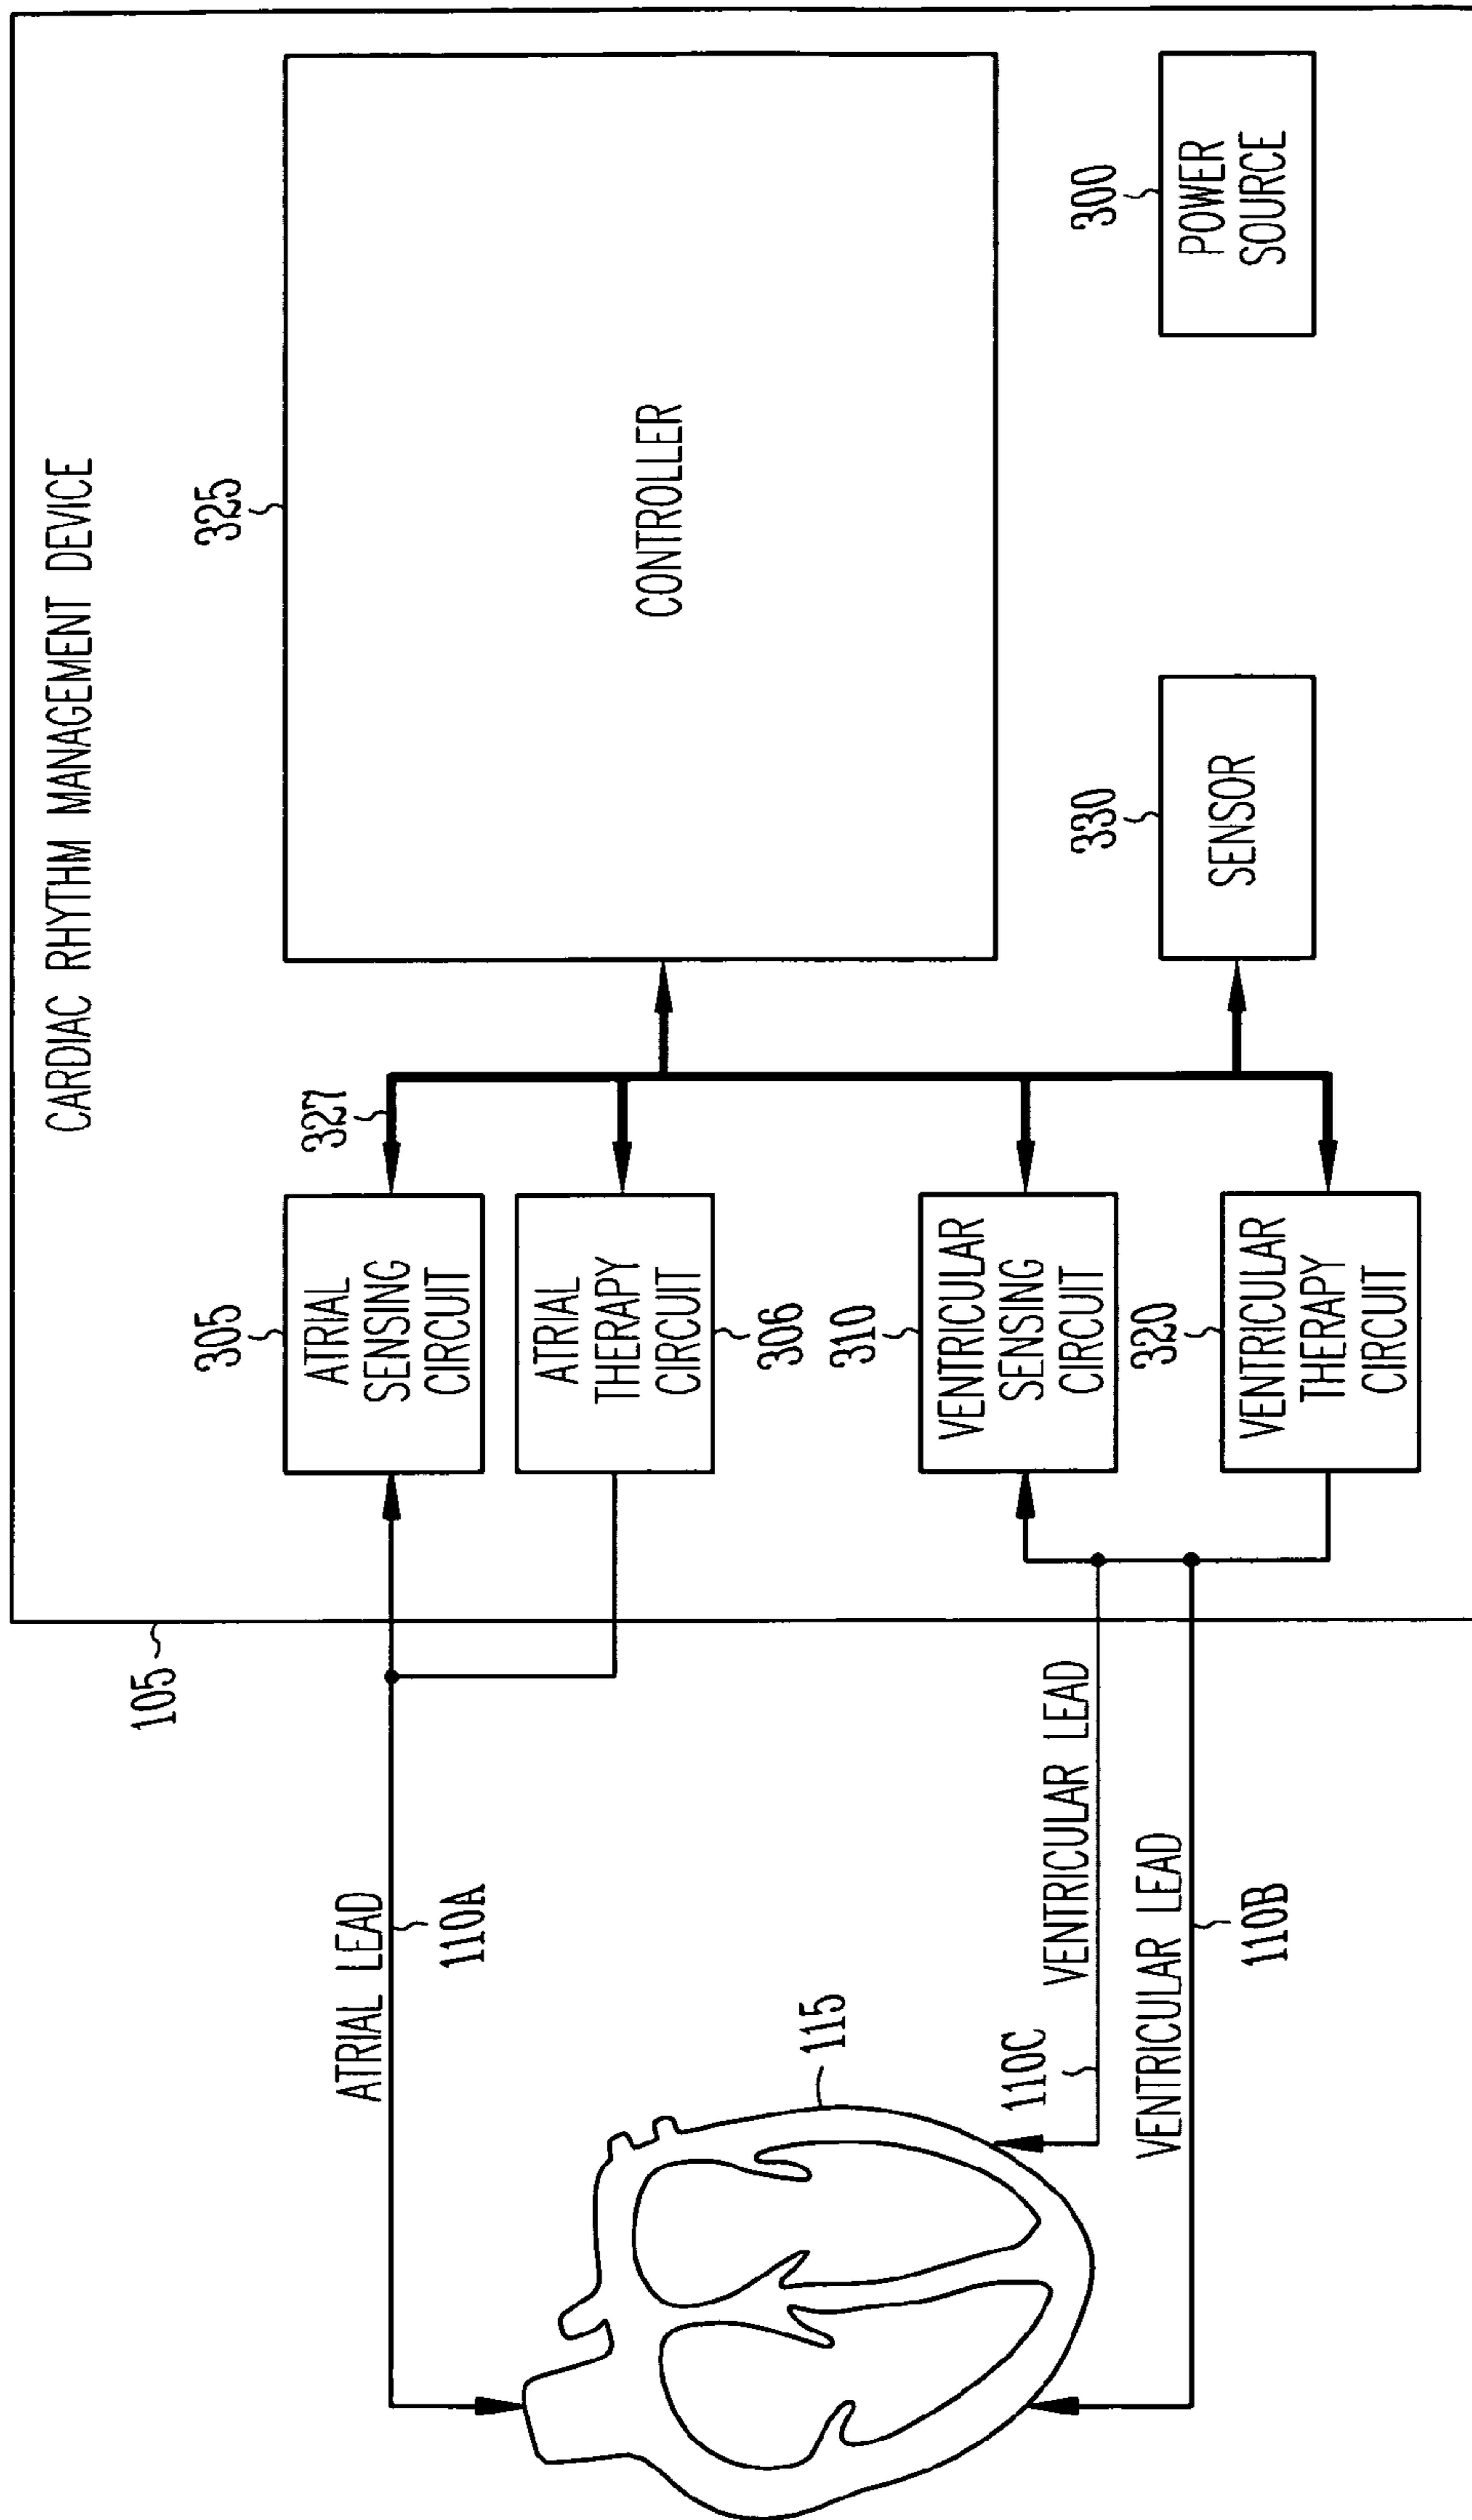 CARDIAC RHYTHM MANAGEMENT DEVICE
105
ATRIAL LEAD
110A
305
ATRIAL
SENSING
CIRCUIT
327
325
CONTROLLER
ATRIAL
THERAPY
CIRCUIT
306
115
310
VENTRICULAR
SENSING
CIRCUIT
110C
VENTRICULAR LEAD
VENTRICULAR LEAD
110B
320
VENTRICULAR
THERAPY
CIRCUIT
330
SENSOR
300
POWER
SOURCE